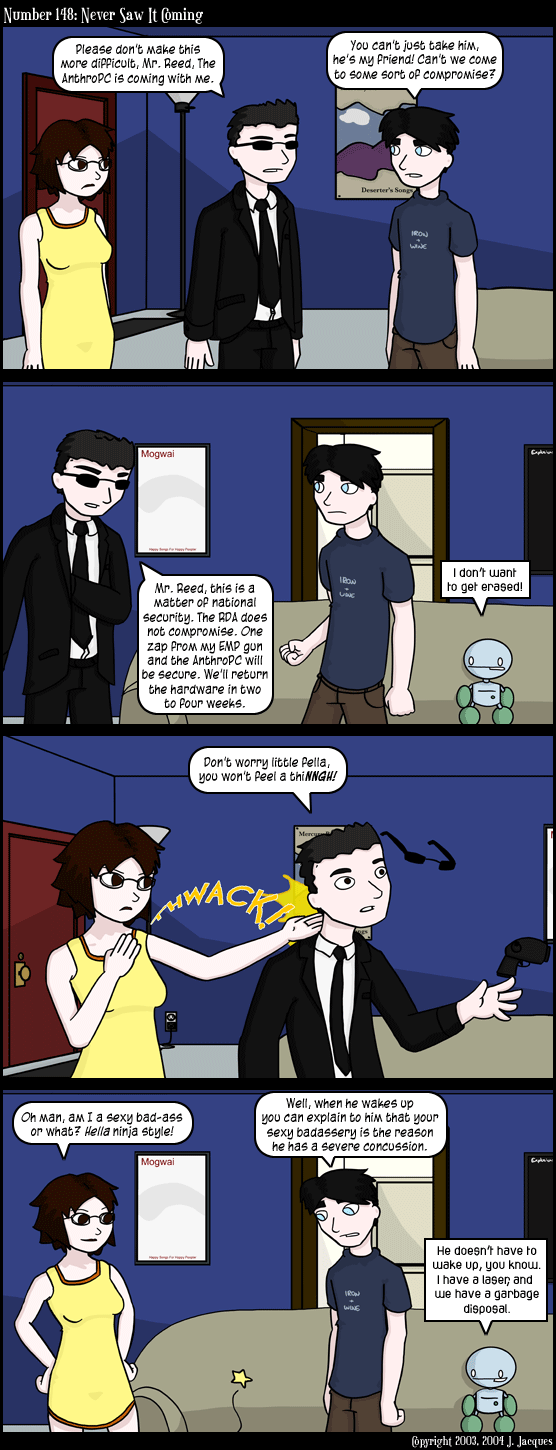 Number 148: Never Saw It Coming
Please don't make this
more difficult, Mr. Reed, The
AnthroPC is coming with me.
You can't just take him,
he's my friend! Can't we come
to some sort of compromise?
Deserter's Songs
IRON
+
WINE
Mogwai
Happy Songs For Happy People
IRON
+
WINE
I don't want
to get erased!
Mr. Reed, this is a
matter of national
security. The RDA does
not compromise. One
zap from my EMP gun
and the AnthroPC will
be secure. We'll return
the hardware in two
to four weeks.
Don't worry little fella,
you won't feel a thiNNGH!
THWACK!!
Oh man, am I a sexy bad-ass
or what? Hella ninja style!
Well, when he wakes up
you can explain to him that your
sexy badassery is the reason
he has a severe concussion.
Mogwai
Happy Songs For Happy People
IRON
+
WINE
He doesn't have to
wake up, you know.
I have a laser, and
we have a garbage
disposal.
Copyright 2003, 2004 J. Jacques